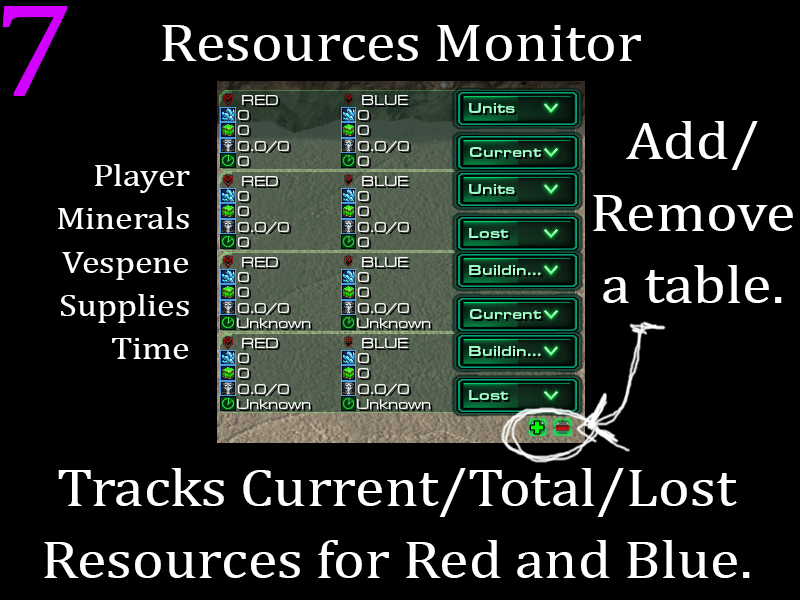 7
Resources Monitor
RED BLUE Units
0 0
0 0
0.0/0 0.0/0 Current
0 0
RED BLUE Units
0 0
0 0
0.0/0 0.0/0 Lost
0 0
RED BLUE Buildin...
0 0
0 0
0.0/0 0.0/0 Current
Unknown Unknown
RED BLUE Buildin...
0 0
0 0
0.0/0 0.0/0 Lost
Unknown Unknown
Player
Minerals
Vespene
Supplies
Time
Add/
Remove
a table.
Tracks Current/Total/Lost
Resources for Red and Blue.